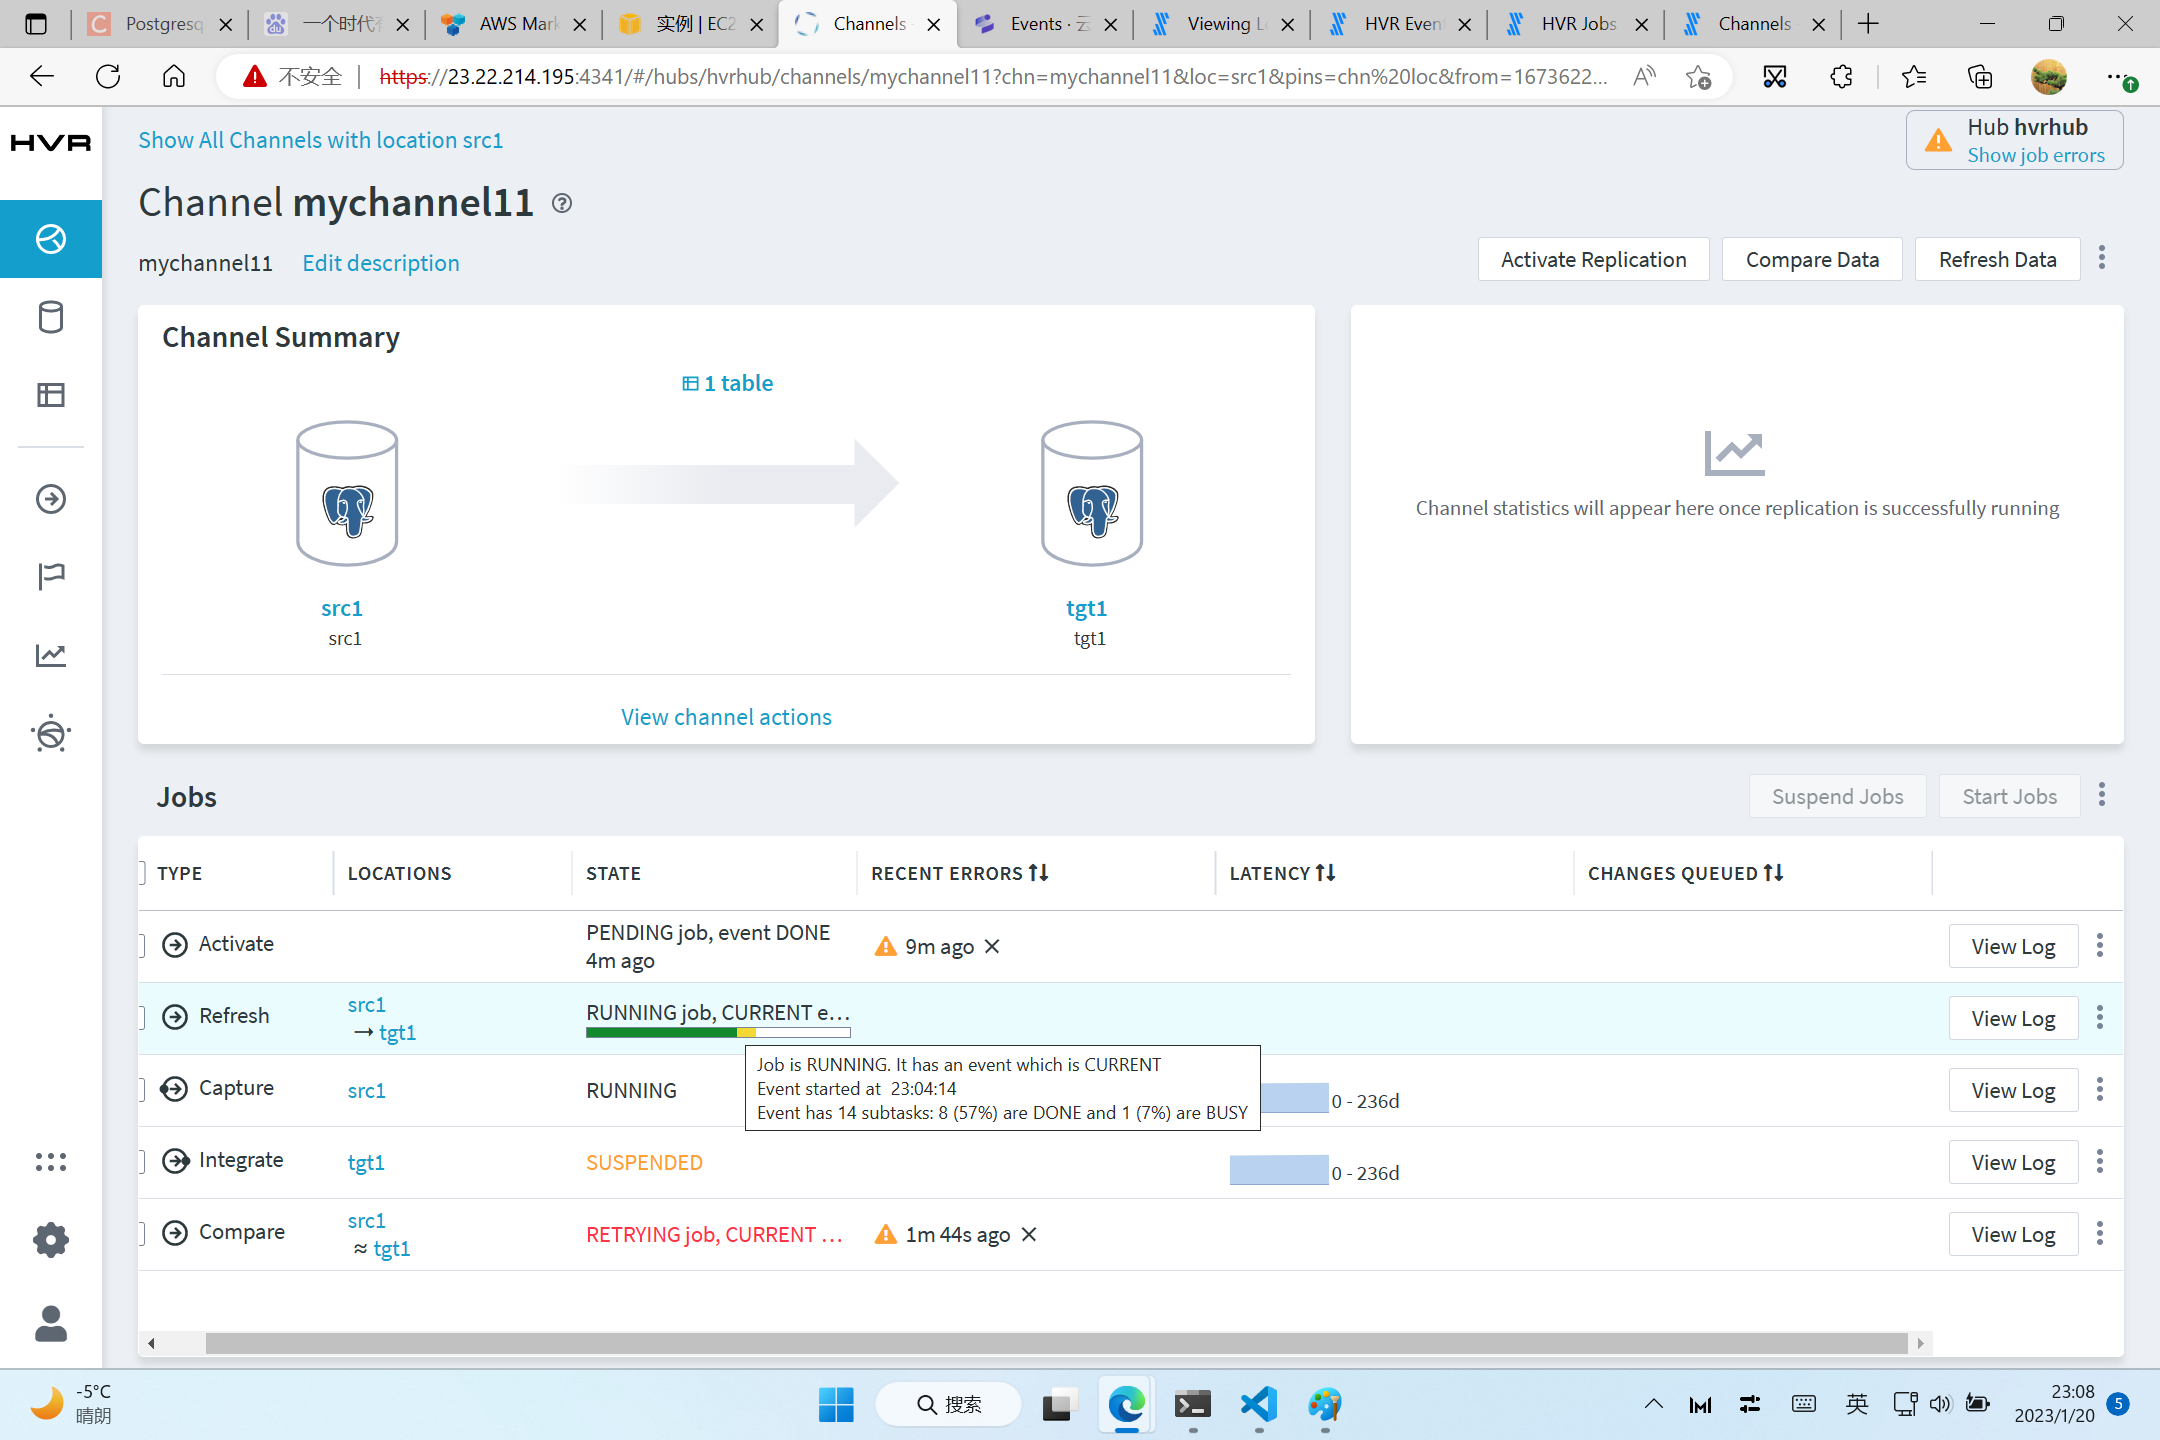 Postgresq
一个时代
AWS Mark
实例 | EC2
Channels
Events · 云
Viewing L
HVR Even
HVR Jobs
Channels
不安全
https://23.22.214.195:4341/#/hubs/hvrhub/channels/mychannel11?chn=mychannel11&loc=src1&pins=chn%20loc&from=1673622...
HVR
Show All Channels with location src1
Hub hvrhub
Show job errors
Channel mychannel11
mychannel11 Edit description
Activate Replication
Compare Data
Refresh Data
Channel Summary
1 table
src1
src1
tgt1
tgt1
View channel actions
Channel statistics will appear here once replication is successfully running
Jobs
Suspend Jobs
Start Jobs
TYPE LOCATIONS STATE RECENT ERRORS LATENCY CHANGES QUEUED
Activate PENDING job, event DONE 4m ago 9m ago View Log
Refresh src1 → tgt1 RUNNING job, CURRENT e... View Log
Job is RUNNING. It has an event which is CURRENT
Event started at 23:04:14
Event has 14 subtasks: 8 (57%) are DONE and 1 (7%) are BUSY
Capture src1 RUNNING 0 - 236d View Log
Integrate tgt1 SUSPENDED 0 - 236d View Log
Compare src1 ≈ tgt1 RETRYING job, CURRENT ... 1m 44s ago View Log
-5°C
晴朗
搜索
英
23:08
2023/1/20
5